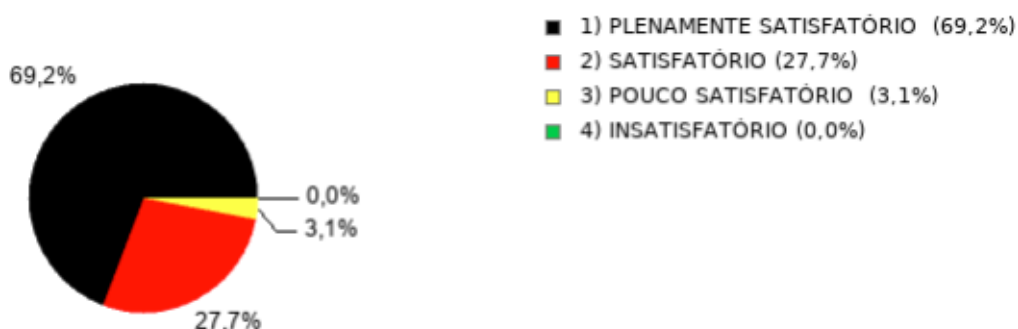 1) PLENAMENTE SATISFATÓRIO (69,2%)
2) SATISFATÓRIO (27,7%)
3) POUCO SATISFATÓRIO (3,1%)
4) INSATISFATÓRIO (0,0%)
69,2%
0,0%
3,1%
27,7%